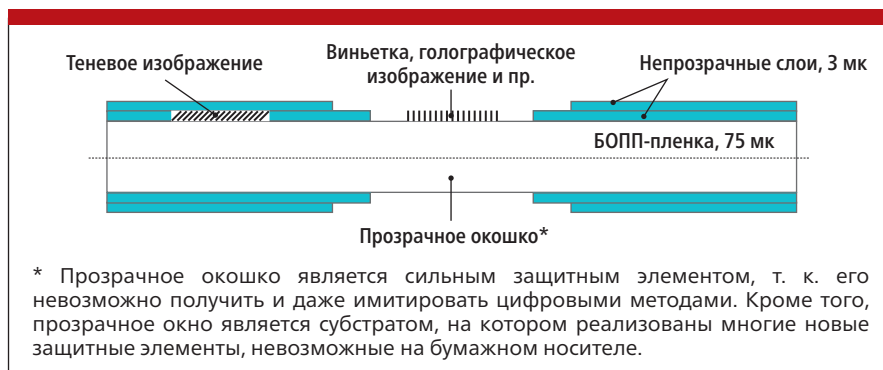 Теневое изображение
Виньетка, голографическое
изображение и пр.
Непрозрачные слои, 3 мк
БОПП-пленка, 75 мк
Прозрачное окошко*
* Прозрачное окошко является сильным защитным элементом, т. к. его
невозможно получить и даже имитировать цифровыми методами. Кроме того,
прозрачное окно является субстратом, на котором реализованы многие новые
защитные элементы, невозможные на бумажном носителе.